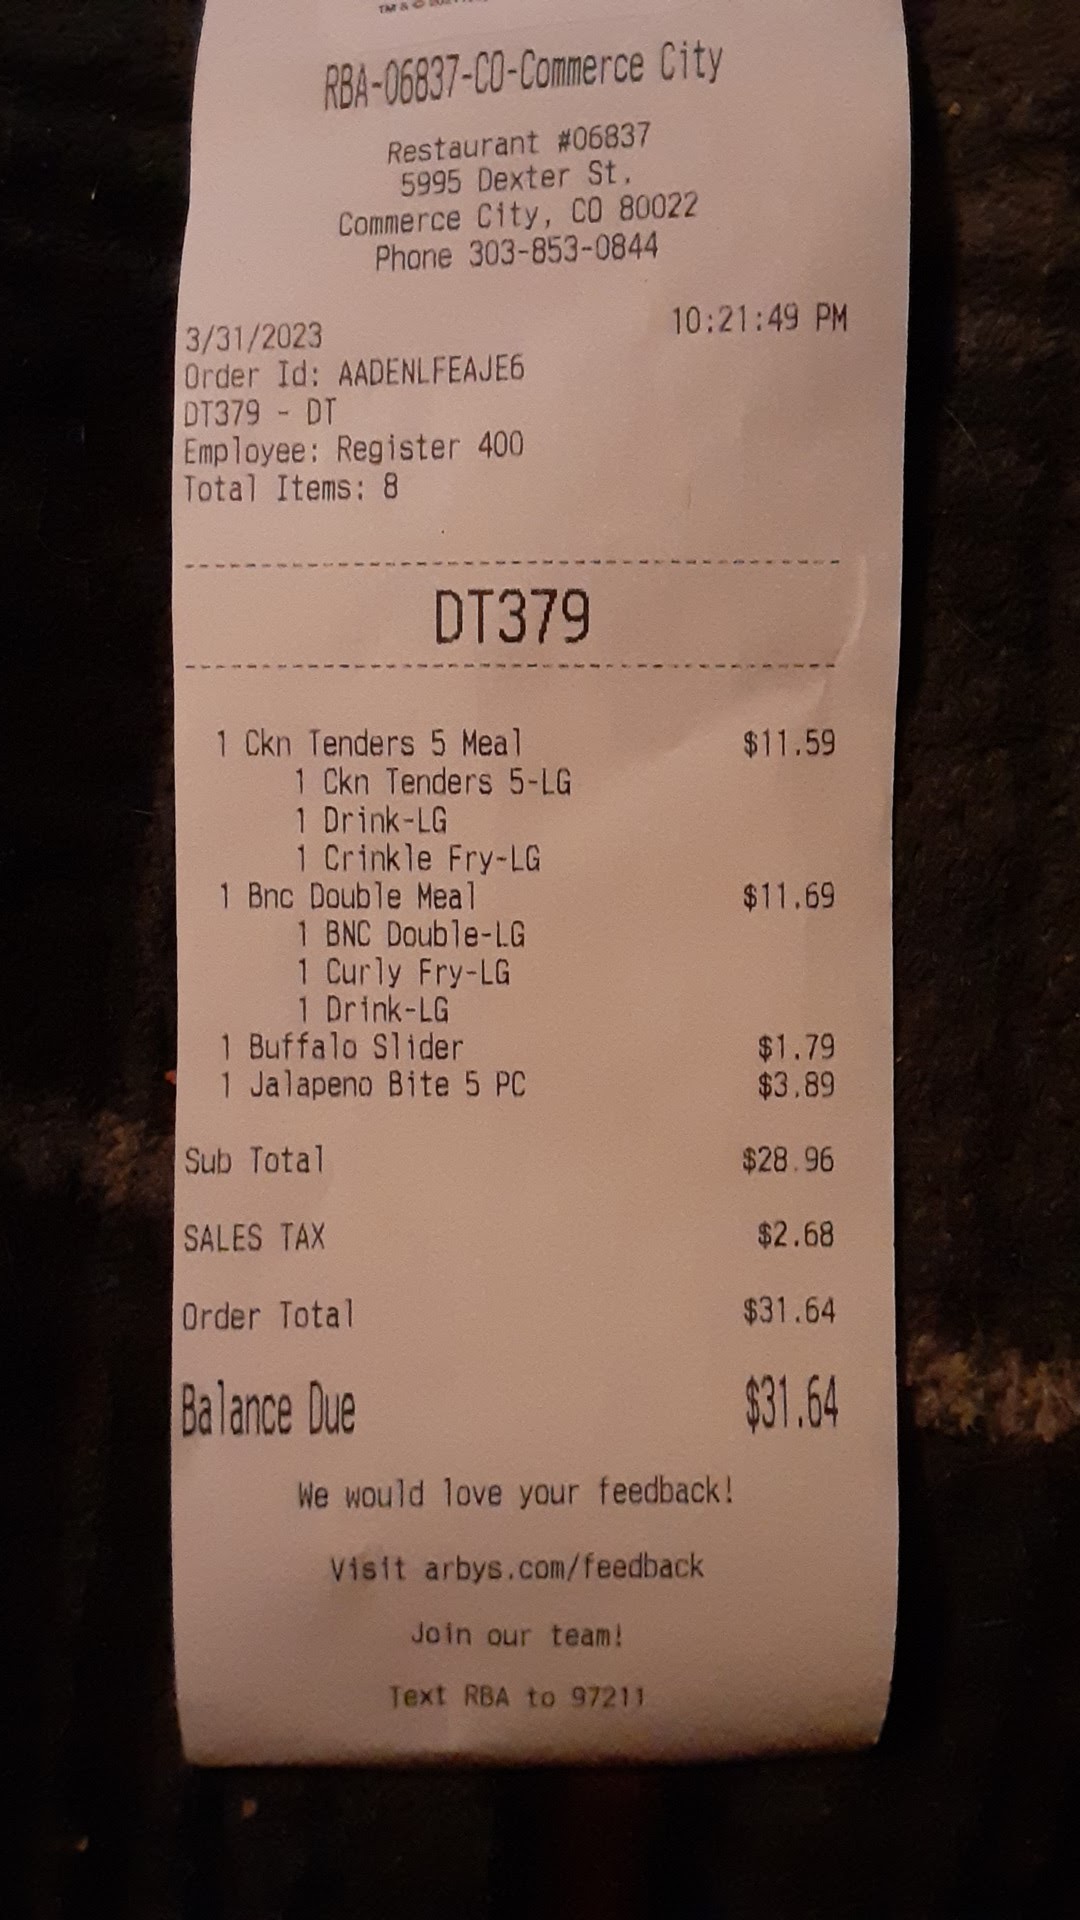 TM & ©
RBA-06837-CO-Commerce City
Restaurant #06837
5995 Dexter St.
Commerce City, CO 80022
Phone 303-853-0844
3/31/2023 10:21:49 PM
Order Id: AADENLFEAJE6
DT379 - DT
Employee: Register 400
Total Items: 8
DT379
1 Ckn Tenders 5 Meal $11.59
1 Ckn Tenders 5-LG
1 Drink-LG
1 Crinkle Fry-LG
1 Bnc Double Meal $11.69
1 BNC Double-LG
1 Curly Fry-LG
1 Drink-LG
1 Buffalo Slider $1.79
1 Jalapeno Bite 5 PC $3.89
Sub Total $28.96
SALES TAX $2.68
Order Total $31.64
Balance Due $31.64
We would love your feedback!
Visit arbys.com/feedback
Join our team!
Text RBA to 97211